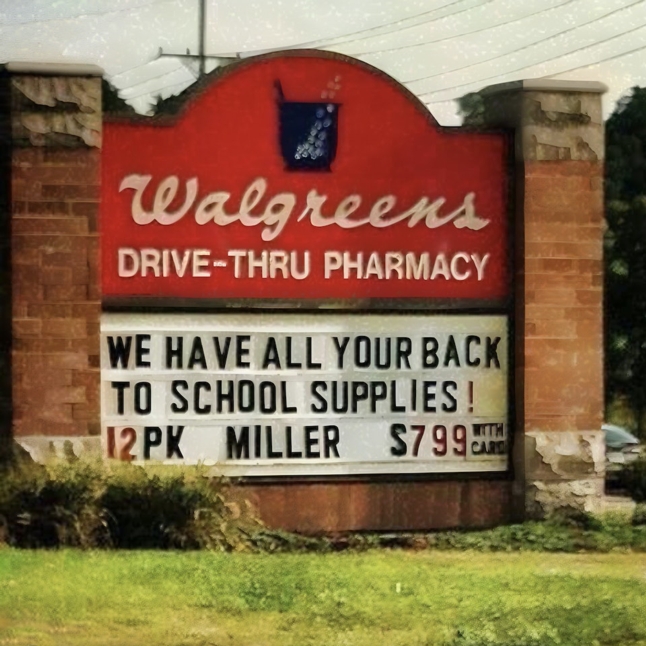 Walgreens
DRIVE-THRU PHARMACY
WE HAVE ALL YOUR BACK
TO SCHOOL SUPPLIES!
12PK MILLER $799 WITH CARD